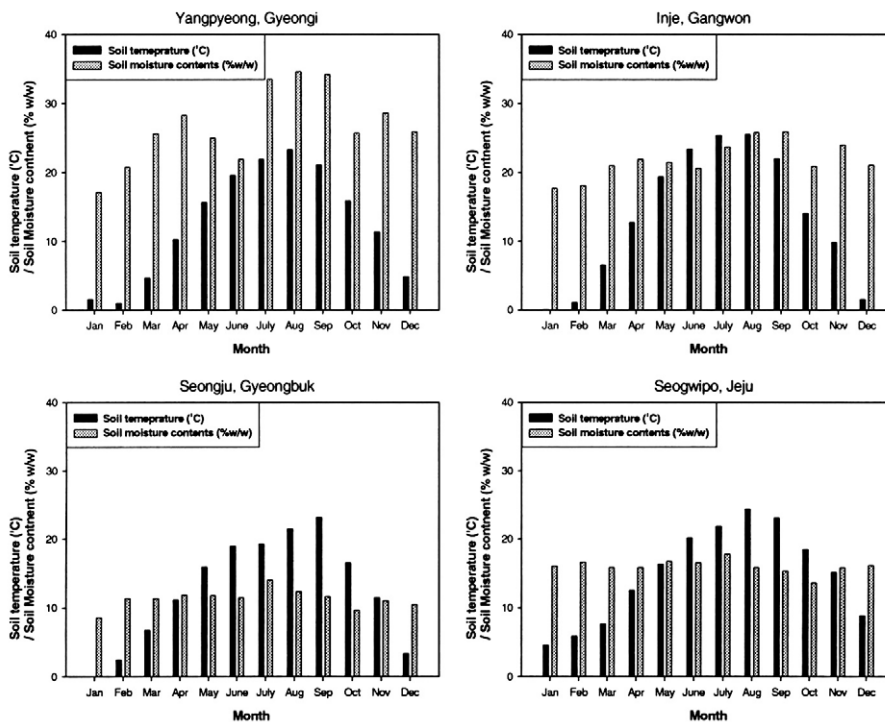 Yangpyeong, Gyeongi
40
30
20
10
0
Soil temeprature (˚C)
Soil moisture contents (%w/w)
Soil temperature (˚C)
/ Soil Moisture contnent (% w/w)
Jan Feb Mar Apr May June July Aug Sep Oct Nov Dec
Month
Inje, Gangwon
40
30
20
10
0
Soil temeprature (˚C)
Soil moisture contents (%w/w)
Soil temperature (˚C)
/ Soil Moisture contnent (% w/w)
Jan Feb Mar Apr May June July Aug Sep Oct Nov Dec
Month
Seongju, Gyeongbuk
40
30
20
10
0
Soil temeprature (˚C)
Soil moisture contents (%w/w)
Soil temperature (˚C)
/ Soil Moisture contnent (% w/w)
Jan Feb Mar Apr May June July Aug Sep Oct Nov Dec
Month
Seogwipo, Jeju
40
30
20
10
0
Soil temeprature (˚C)
Soil moisture contents (%w/w)
Soil temperature (˚C)
/ Soil Moisture contnent (% w/w)
Jan Feb Mar Apr May June July Aug Sep Oct Nov Dec
Month